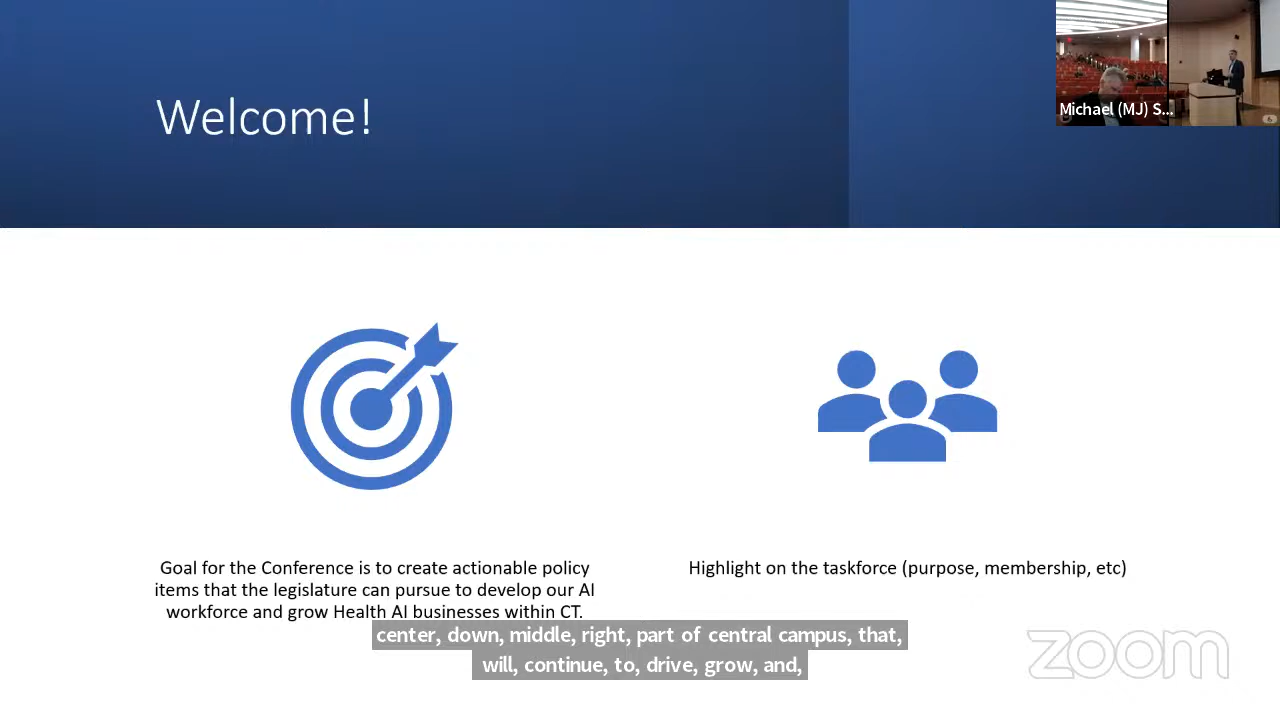 Welcome!
Michael (MJ) S...
Goal for the Conference is to create actionable policy
items that the legislature can pursue to develop our AI
workforce and grow Health AI businesses within CT.
Highlight on the taskforce (purpose, membership, etc)
center, down, middle, right, part of central campus, that,
will, continue, to, drive, grow, and,
zoom